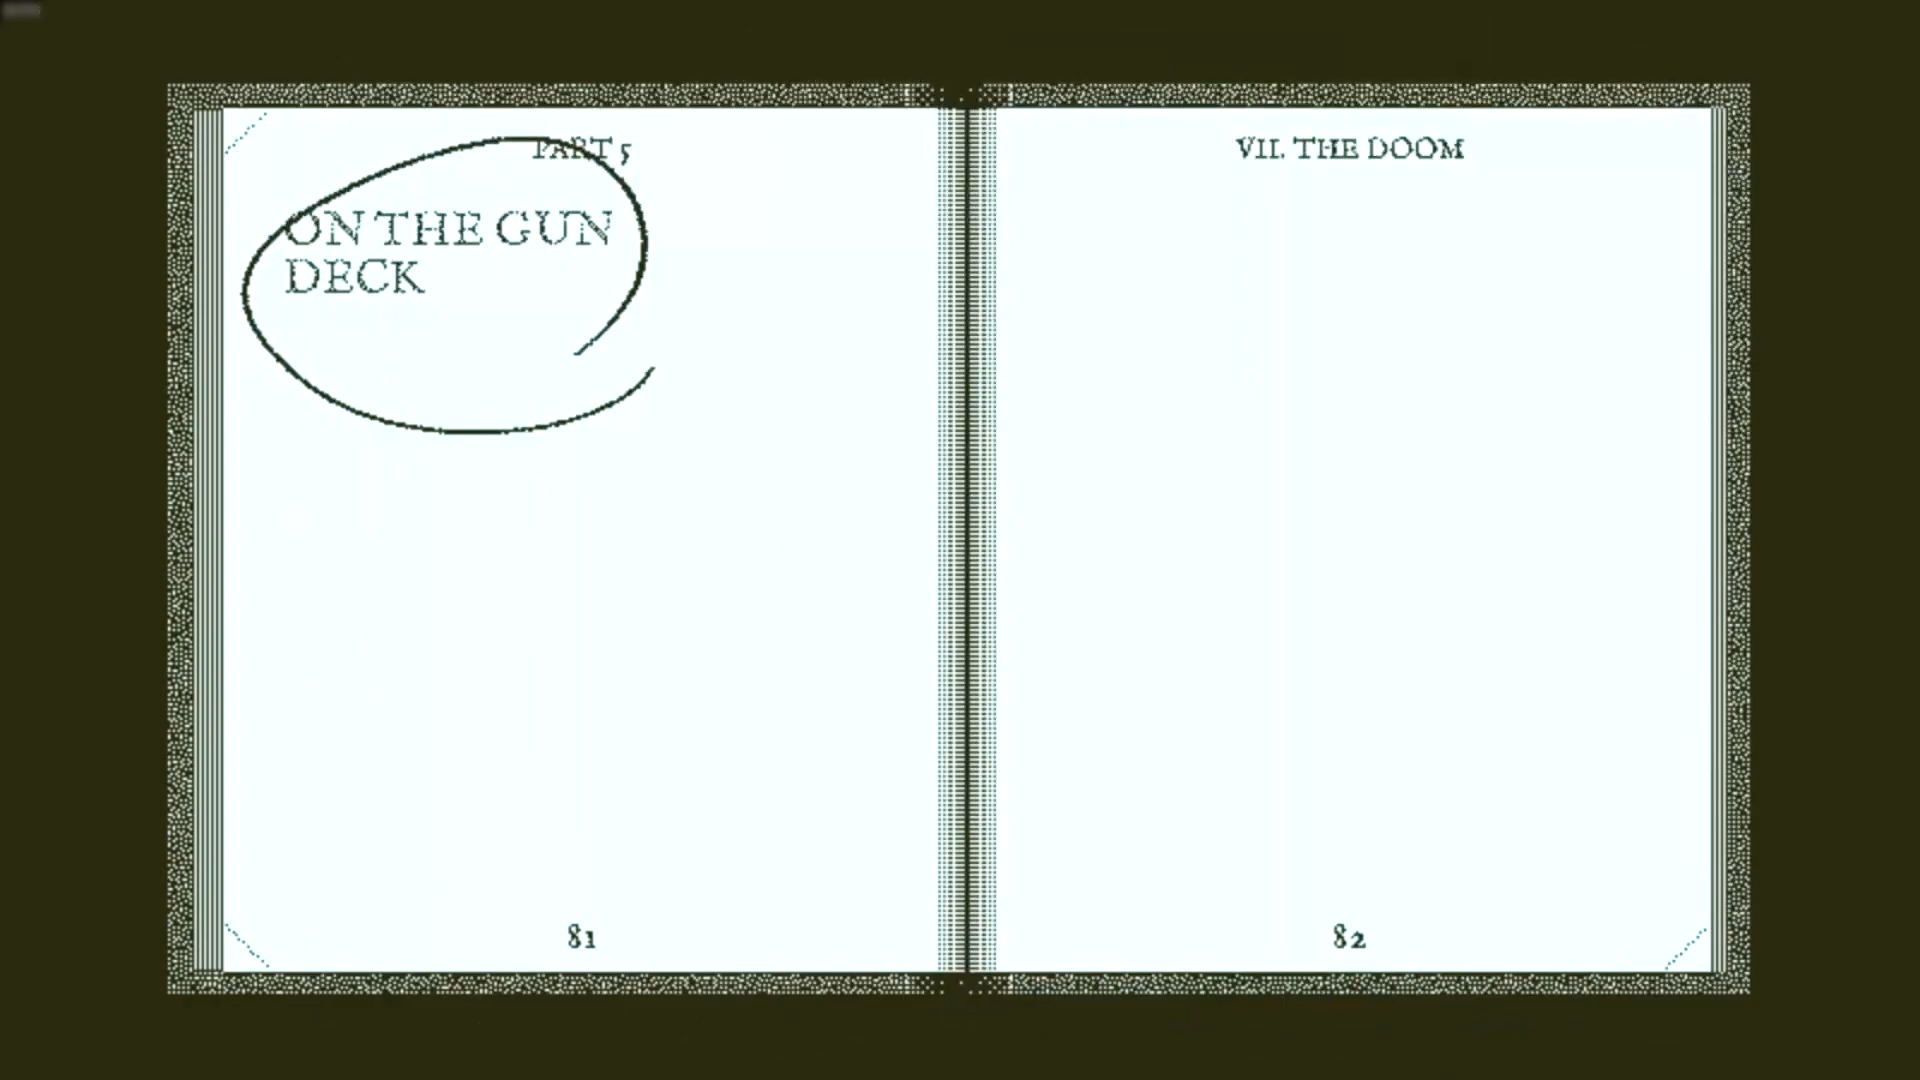 PART 5
ON THE GUN
DECK
81
VII. THE DOOM
82